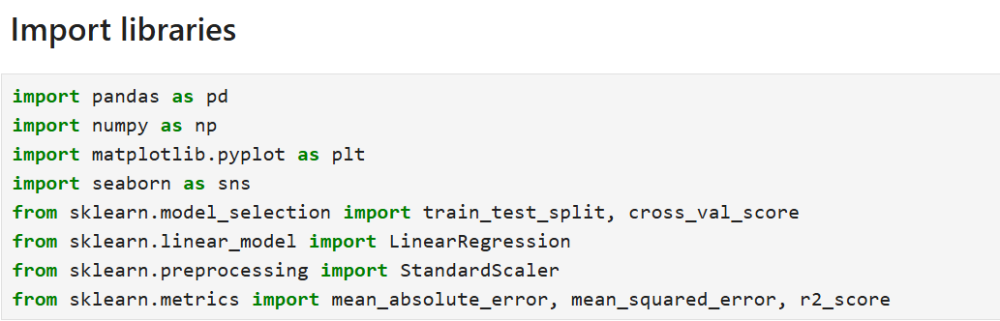 Import libraries
import pandas as pd
import numpy as np
import matplotlib.pyplot as plt
import seaborn as sns
from sklearn.model_selection import train_test_split, cross_val_score
from sklearn.linear_model import LinearRegression
from sklearn.preprocessing import StandardScaler
from sklearn.metrics import mean_absolute_error, mean_squared_error, r2_score